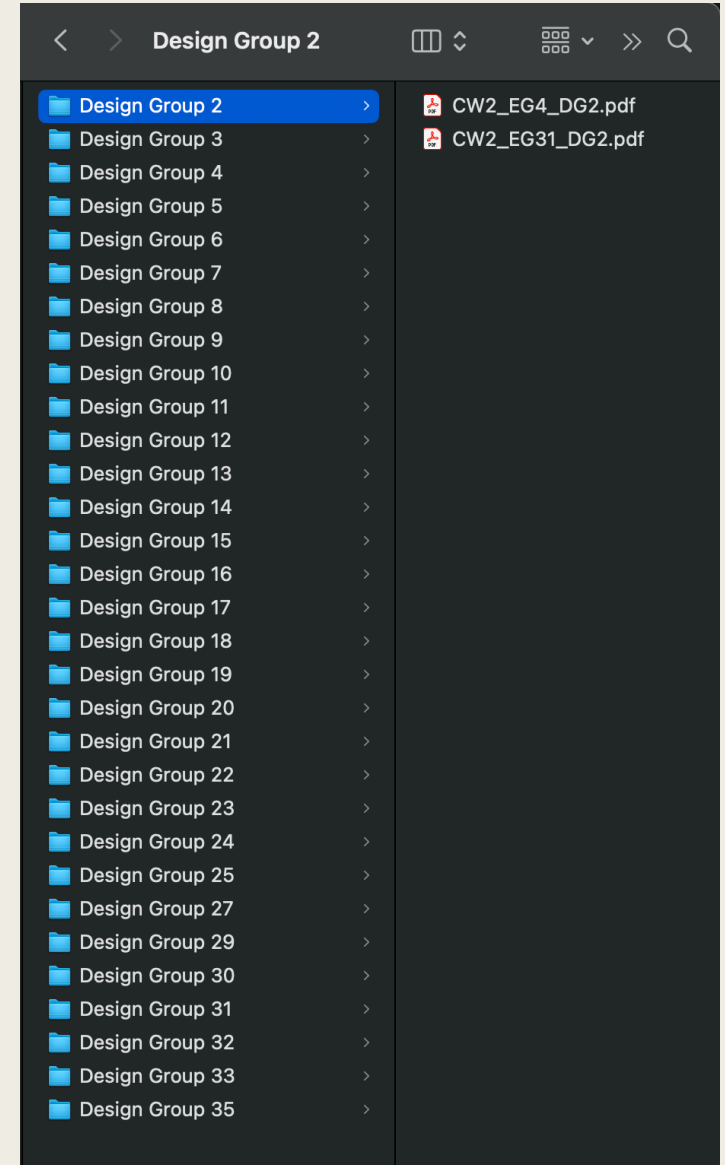 Design Group 2
Design Group 2
Design Group 3
Design Group 4
Design Group 5
Design Group 6
Design Group 7
Design Group 8
Design Group 9
Design Group 10
Design Group 11
Design Group 12
Design Group 13
Design Group 14
Design Group 15
Design Group 16
Design Group 17
Design Group 18
Design Group 19
Design Group 20
Design Group 21
Design Group 22
Design Group 23
Design Group 24
Design Group 25
Design Group 27
Design Group 29
Design Group 30
Design Group 31
Design Group 32
Design Group 33
Design Group 35
PDF CW2_EG4_DG2.pdf
PDF CW2_EG31_DG2.pdf